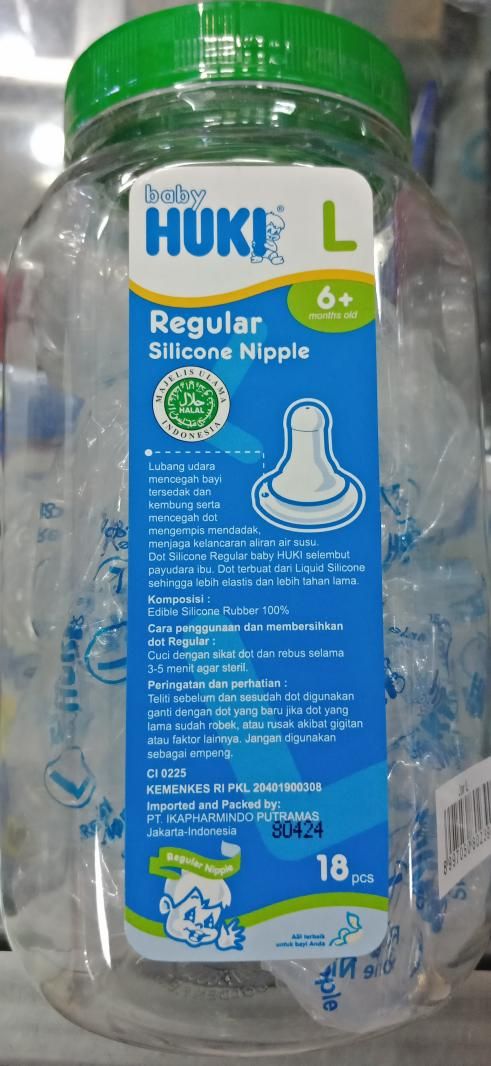 baby
HUKI®
L
6+
months old
Regular
Silicone Nipple
MAJELIS ULAMA
حلال
HALAL
INDONESIA
Lubang udara
mencegah bayi
tersedak dan
kembung serta
mencegah dot
mengempis mendadak,
menjaga kelancaran aliran air susu.
Dot Silicone Regular baby HUKI selembut
payudara ibu. Dot terbuat dari Liquid Silicone
sehingga lebih elastis dan lebih tahan lama.
Komposisi :
Edible Silicone Rubber 100%
Cara penggunaan dan membersihkan
dot Regular :
Cuci dengan sikat dot dan rebus selama
3-5 menit agar steril.
Peringatan dan perhatian :
Teliti sebelum dan sesudah dot digunakan
ganti dengan dot yang baru jika dot yang
lama sudah robek, atau rusak akibat gigitan
atau faktor lainnya. Jangan digunakan
sebagai empeng.
CI 0225
KEMENKES RI PKL 20401900308
Imported and Packed by:
PT. IKAPHARMINDO PUTRAMAS
Jakarta-Indonesia
80424
Regular Nipple
18 pcs
ASI terbaik
untuk bayi Anda